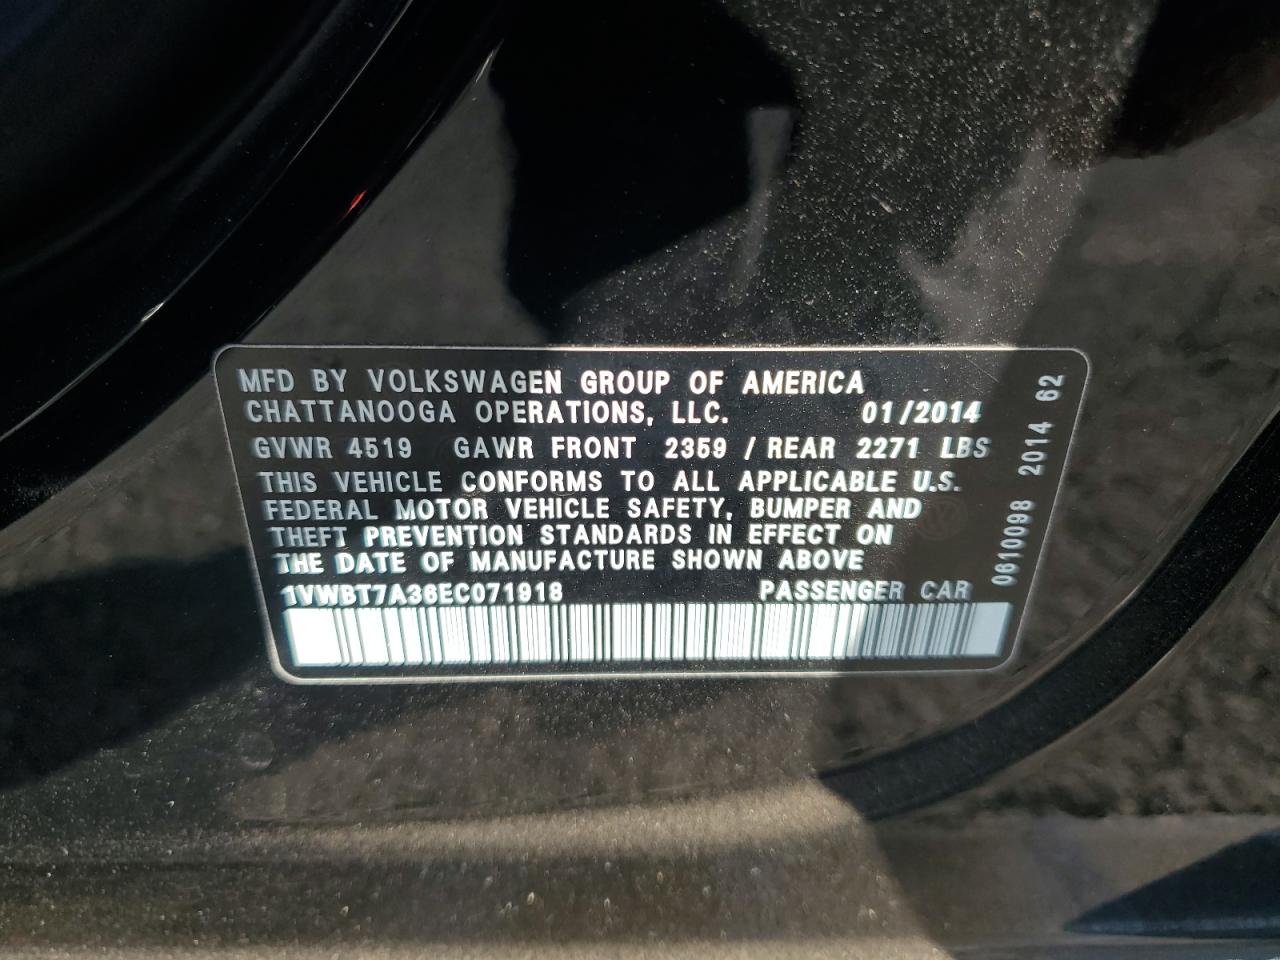 MFD BY VOLKSWAGEN GROUP OF AMERICA
CHATTANOOGA OPERATIONS, LLC. 01/2014
GVWR 4519 GAWR FRONT 2359 / REAR 2271 LBS
THIS VEHICLE CONFORMS TO ALL APPLICABLE U.S.
FEDERAL MOTOR VEHICLE SAFETY, BUMPER AND
THEFT PREVENTION STANDARDS IN EFFECT ON
THE DATE OF MANUFACTURE SHOWN ABOVE
1VWBT7A36EC071918 PASSENGER CAR
0610098 2014 62